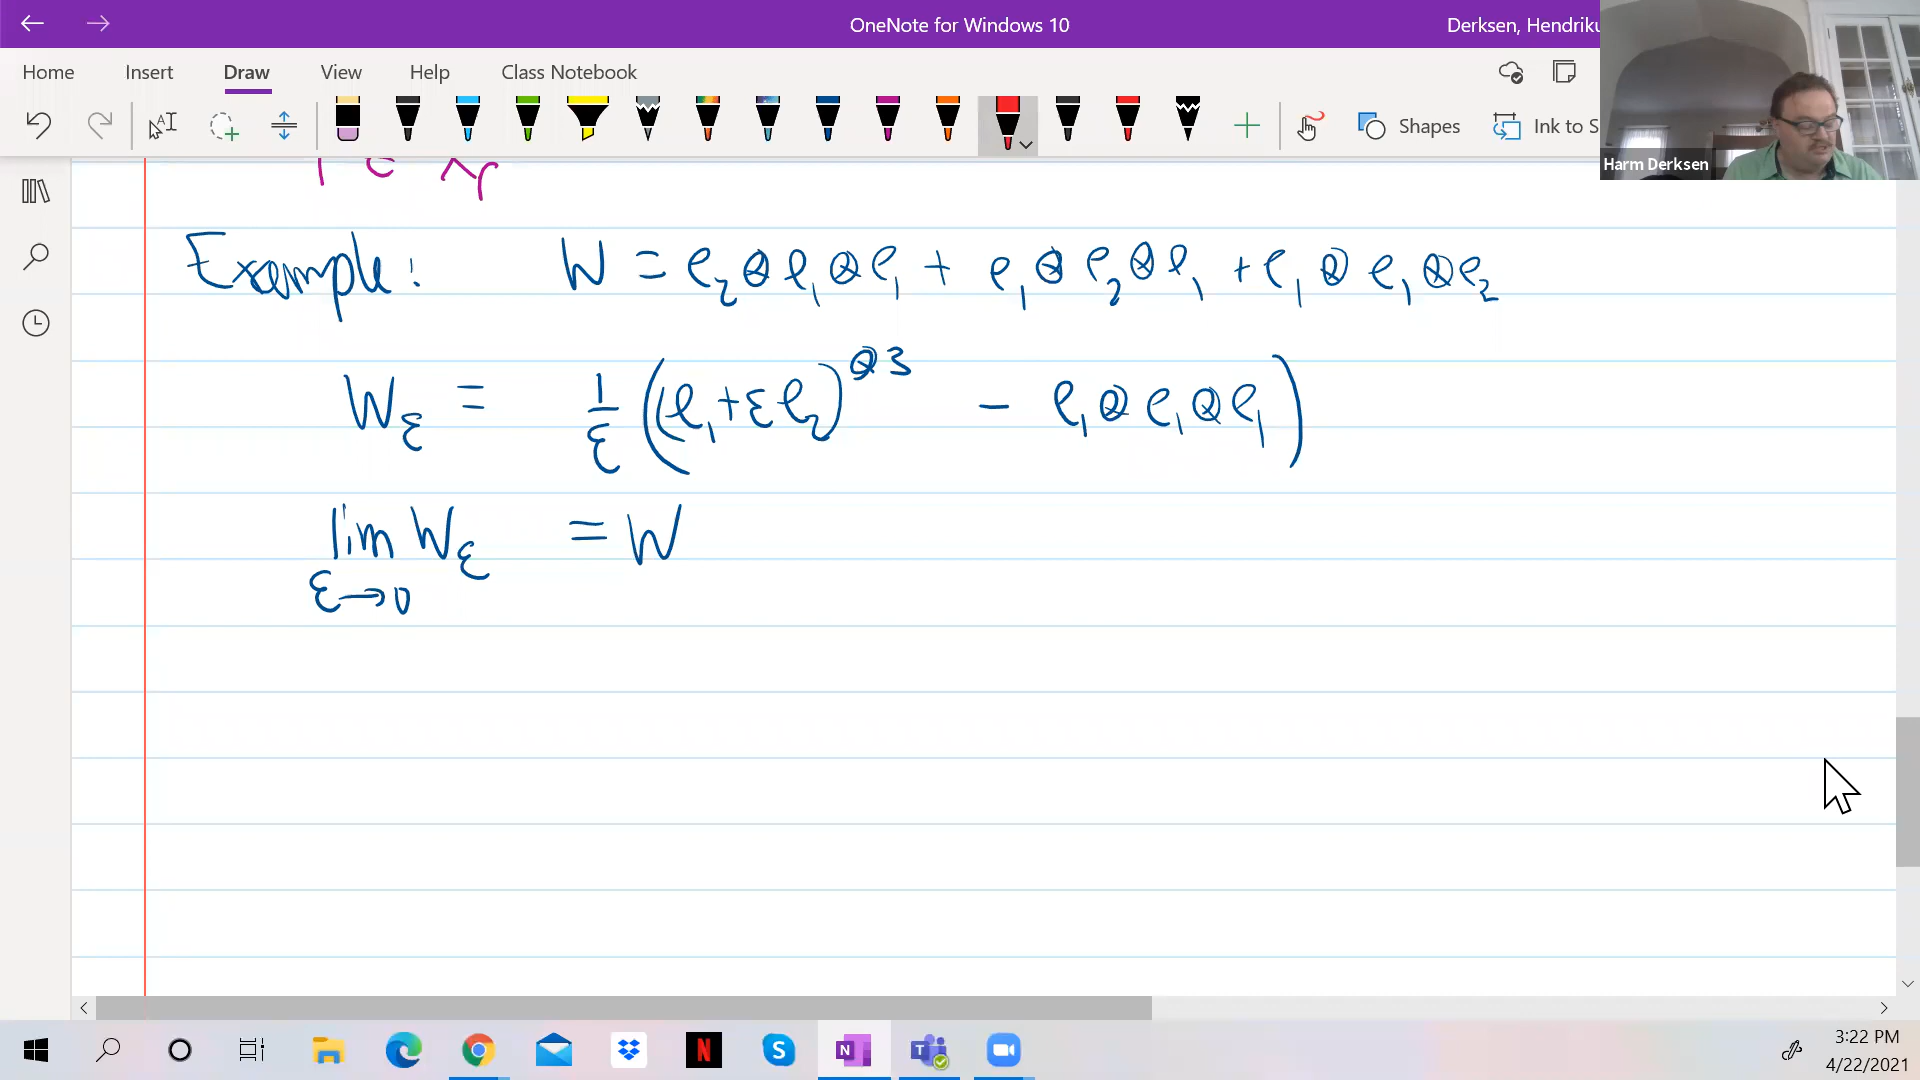 OneNote for Windows 10
Derksen, Hendriku
Home Insert Draw View Help Class Notebook
Shapes Ink to S
Harm Derksen
Example: W = e₂⊗e₁⊗e₁ + e₁⊗e₂⊗e₁ + e₁⊗e₁⊗e₂
W_ε = 1/ε ((e₁+εe₂)^⊗3 − e₁⊗e₁⊗e₁)
lim W_ε = W
ε→0
3:22 PM
4/22/2021